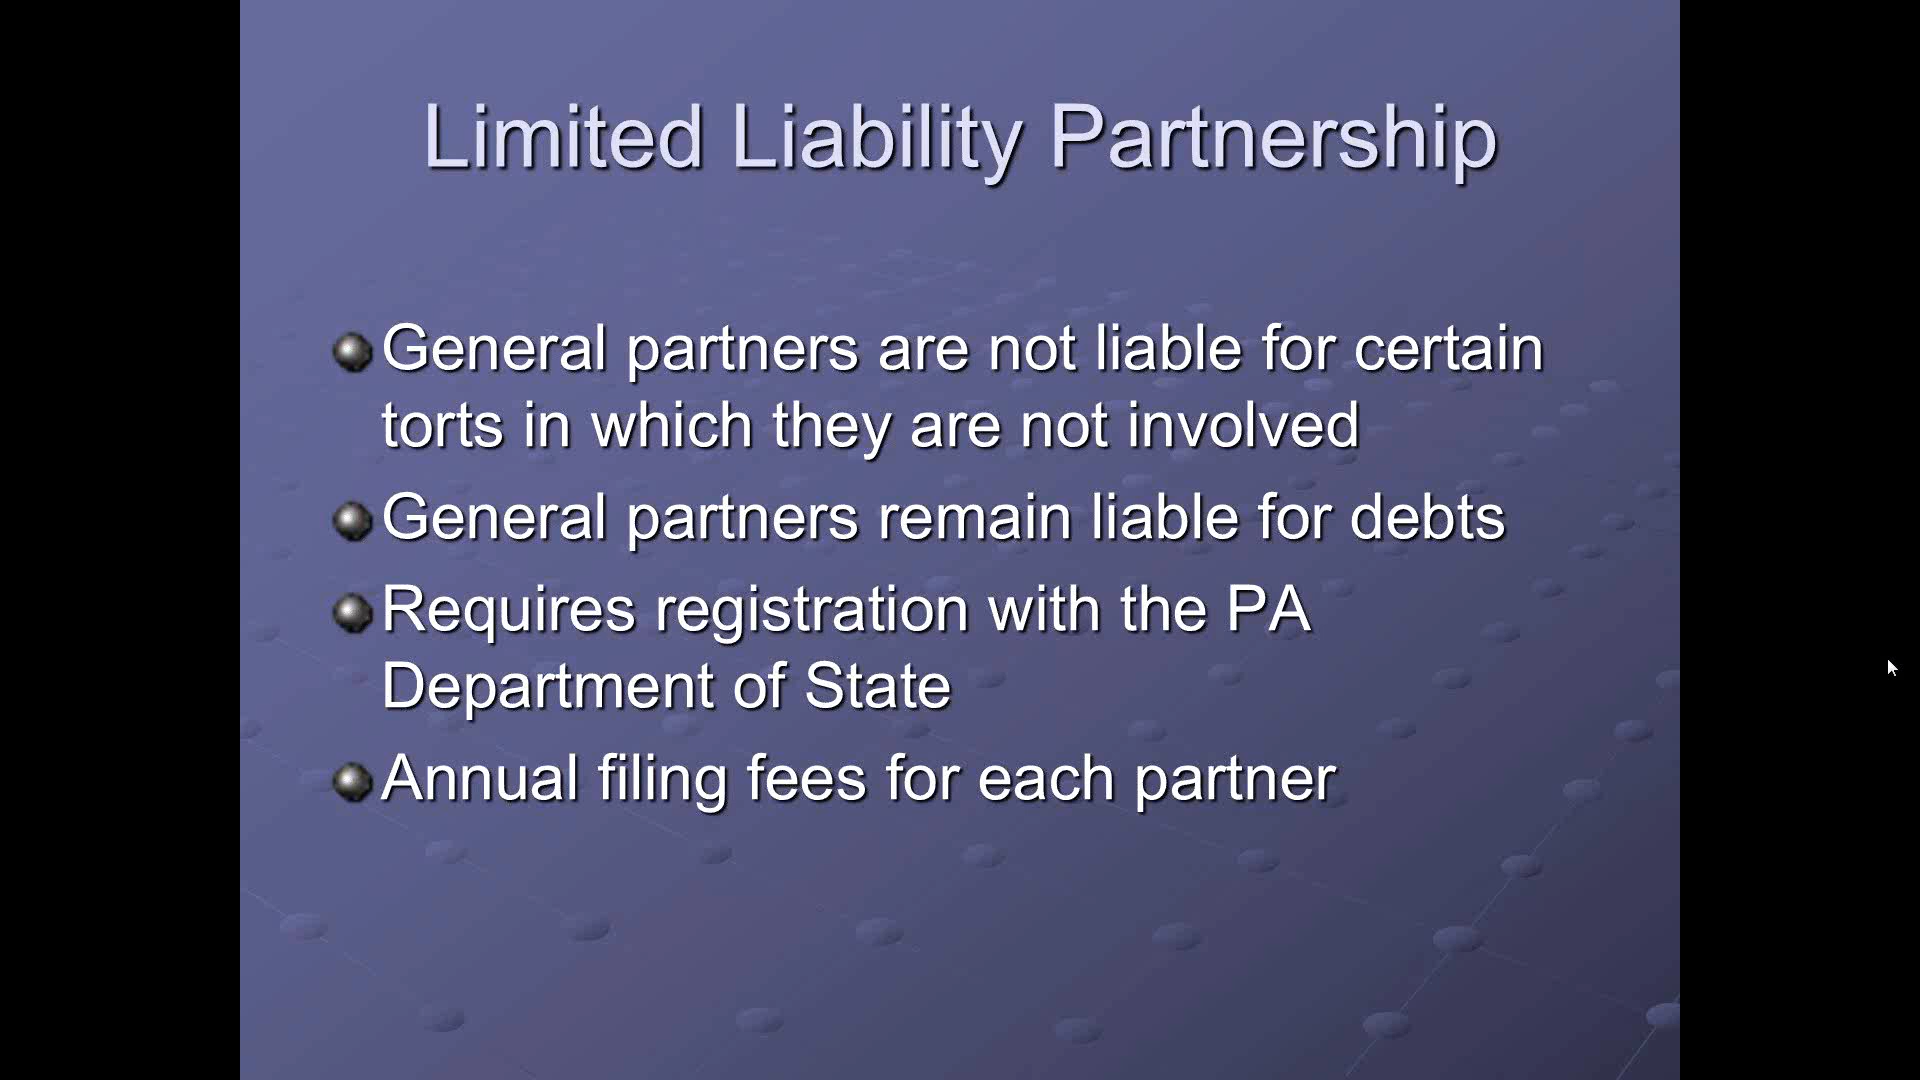 Limited Liability Partnership
General partners are not liable for certain
torts in which they are not involved
General partners remain liable for debts
Requires registration with the PA
Department of State
Annual filing fees for each partner